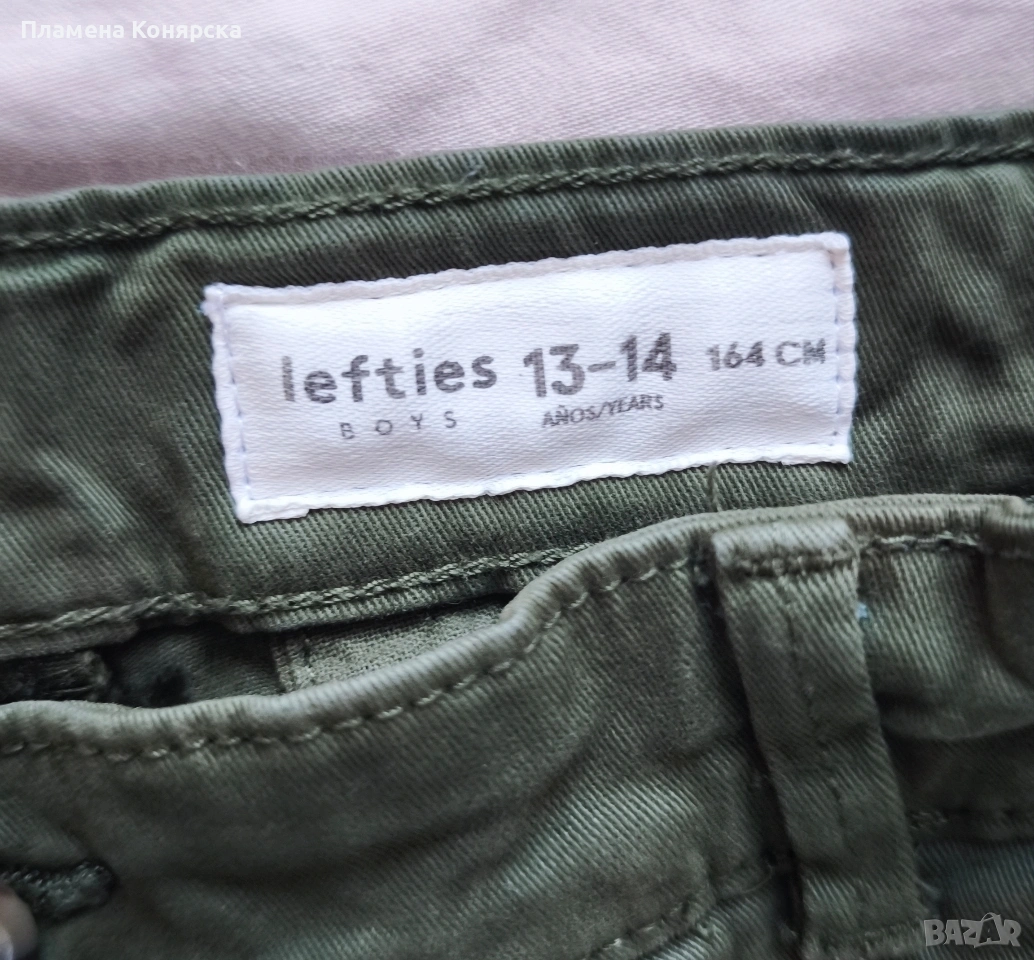 Пламена Конярска
lefties 13-14 164 CM
BOYS AÑOS/YEARS
BAZAR